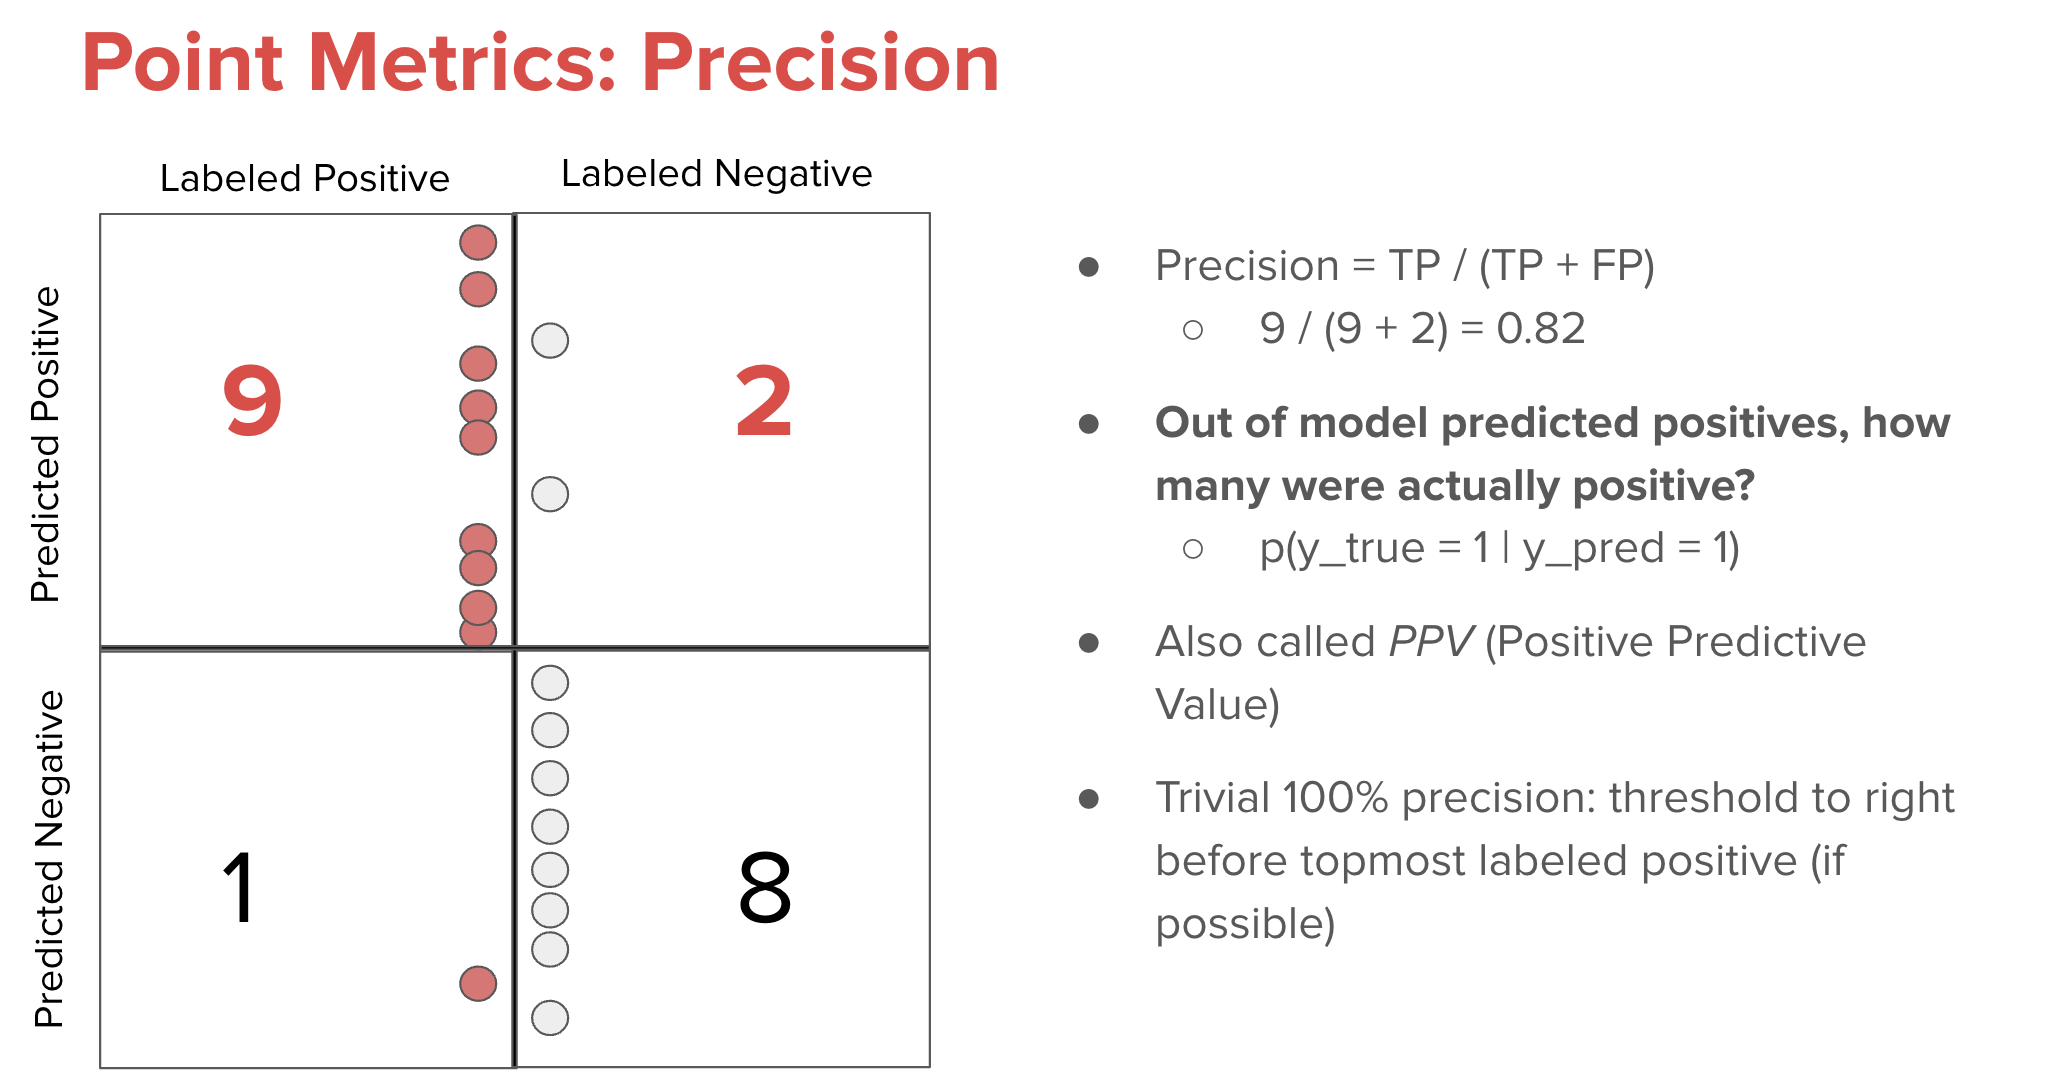 Point Metrics: Precision
Labeled Positive
Labeled Negative
Predicted Positive
9
2
Predicted Negative
1
8
● Precision = TP / (TP + FP)
○ 9 / (9 + 2) = 0.82
● Out of model predicted positives, how
many were actually positive?
○ p(y_true = 1 | y_pred = 1)
● Also called PPV (Positive Predictive
Value)
● Trivial 100% precision: threshold to right
before topmost labeled positive (if
possible)